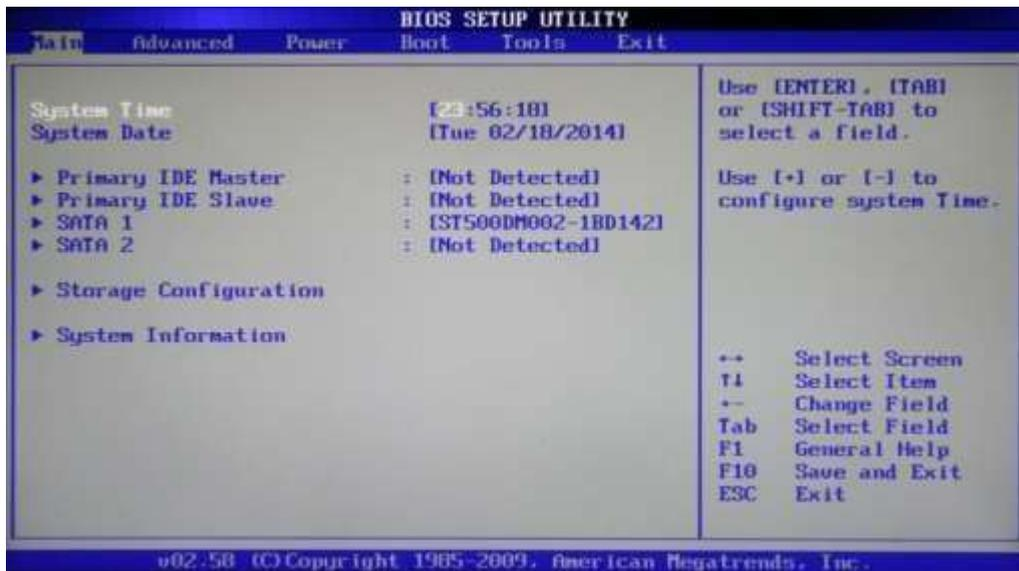 BIOS SETUP UTILITY
Main Advanced Power Boot Tools Exit
System Time [23:56:18]
System Date [Tue 02/18/2014]
▶ Primary IDE Master : [Not Detected]
▶ Primary IDE Slave : [Not Detected]
▶ SATA 1 : [ST500DM002-1BD142]
▶ SATA 2 : [Not Detected]
▶ Storage Configuration
▶ System Information
Use [ENTER], [TAB]
or [SHIFT-TAB] to
select a field.
Use [+] or [-] to
configure system Time.
←→ Select Screen
↑↓ Select Item
+- Change Field
Tab Select Field
F1 General Help
F10 Save and Exit
ESC Exit
v02.58 (C)Copyright 1985-2009, American Megatrends, Inc.